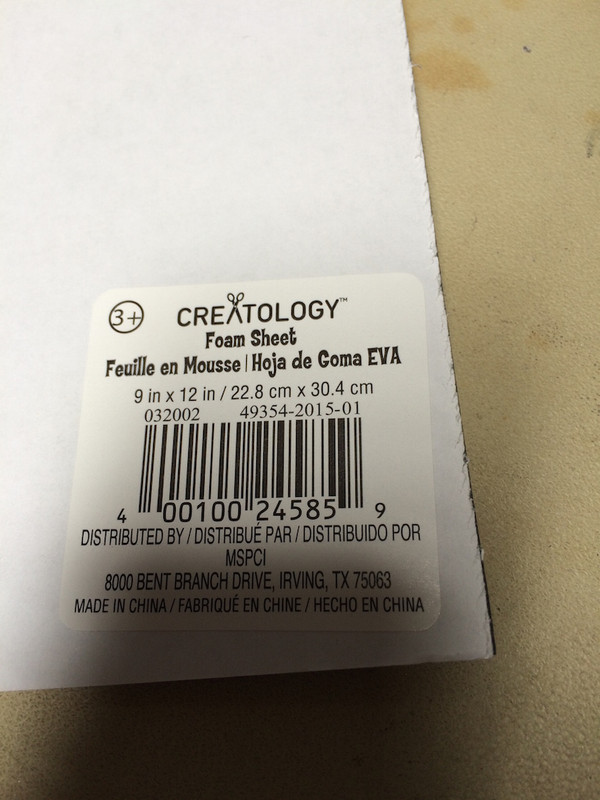 3+
CREATOLOGY™
Foam Sheet
Feuille en Mousse | Hoja de Goma EVA
9 in x 12 in / 22.8 cm x 30.4 cm
032002 49354-2015-01
4 00100 24585 9
DISTRIBUTED BY / DISTRIBUÉ PAR / DISTRIBUIDO POR
MSPCI
8000 BENT BRANCH DRIVE, IRVING, TX 75063
MADE IN CHINA / FABRIQUÉ EN CHINE / HECHO EN CHINA